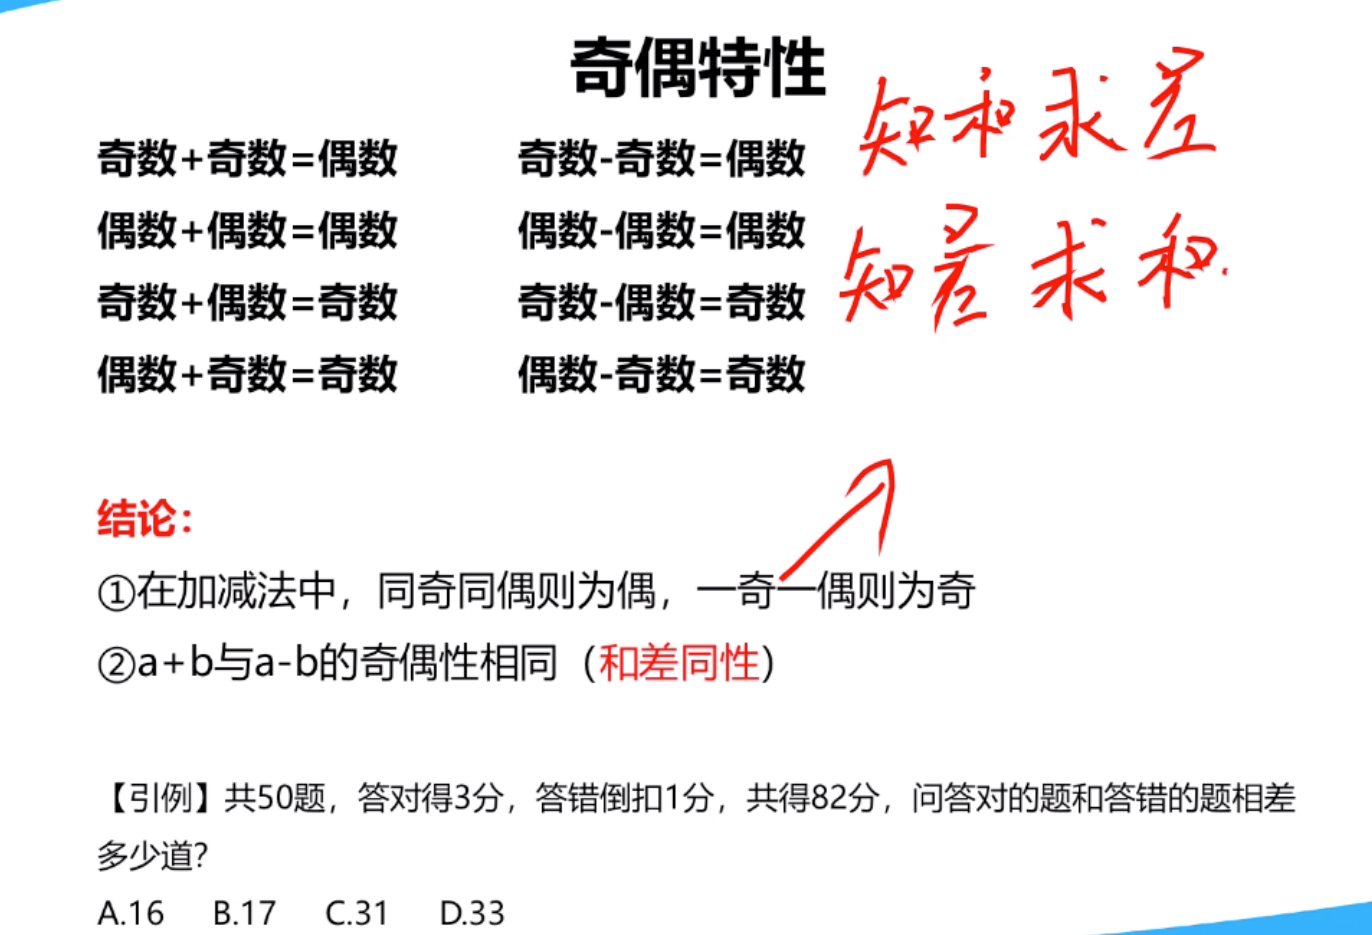 奇偶特性
知和求差
奇数+奇数=偶数 奇数-奇数=偶数
偶数+偶数=偶数 偶数-偶数=偶数
知差求和
奇数+偶数=奇数 奇数-偶数=奇数
偶数+奇数=奇数 偶数-奇数=奇数
结论：
①在加减法中，同奇同偶则为偶，一奇一偶则为奇
②a+b与a-b的奇偶性相同（和差同性）
【引例】共50题，答对得3分，答错倒扣1分，共得82分，问答对的题和答错的题相差
多少道?
A.16 B.17 C.31 D.33